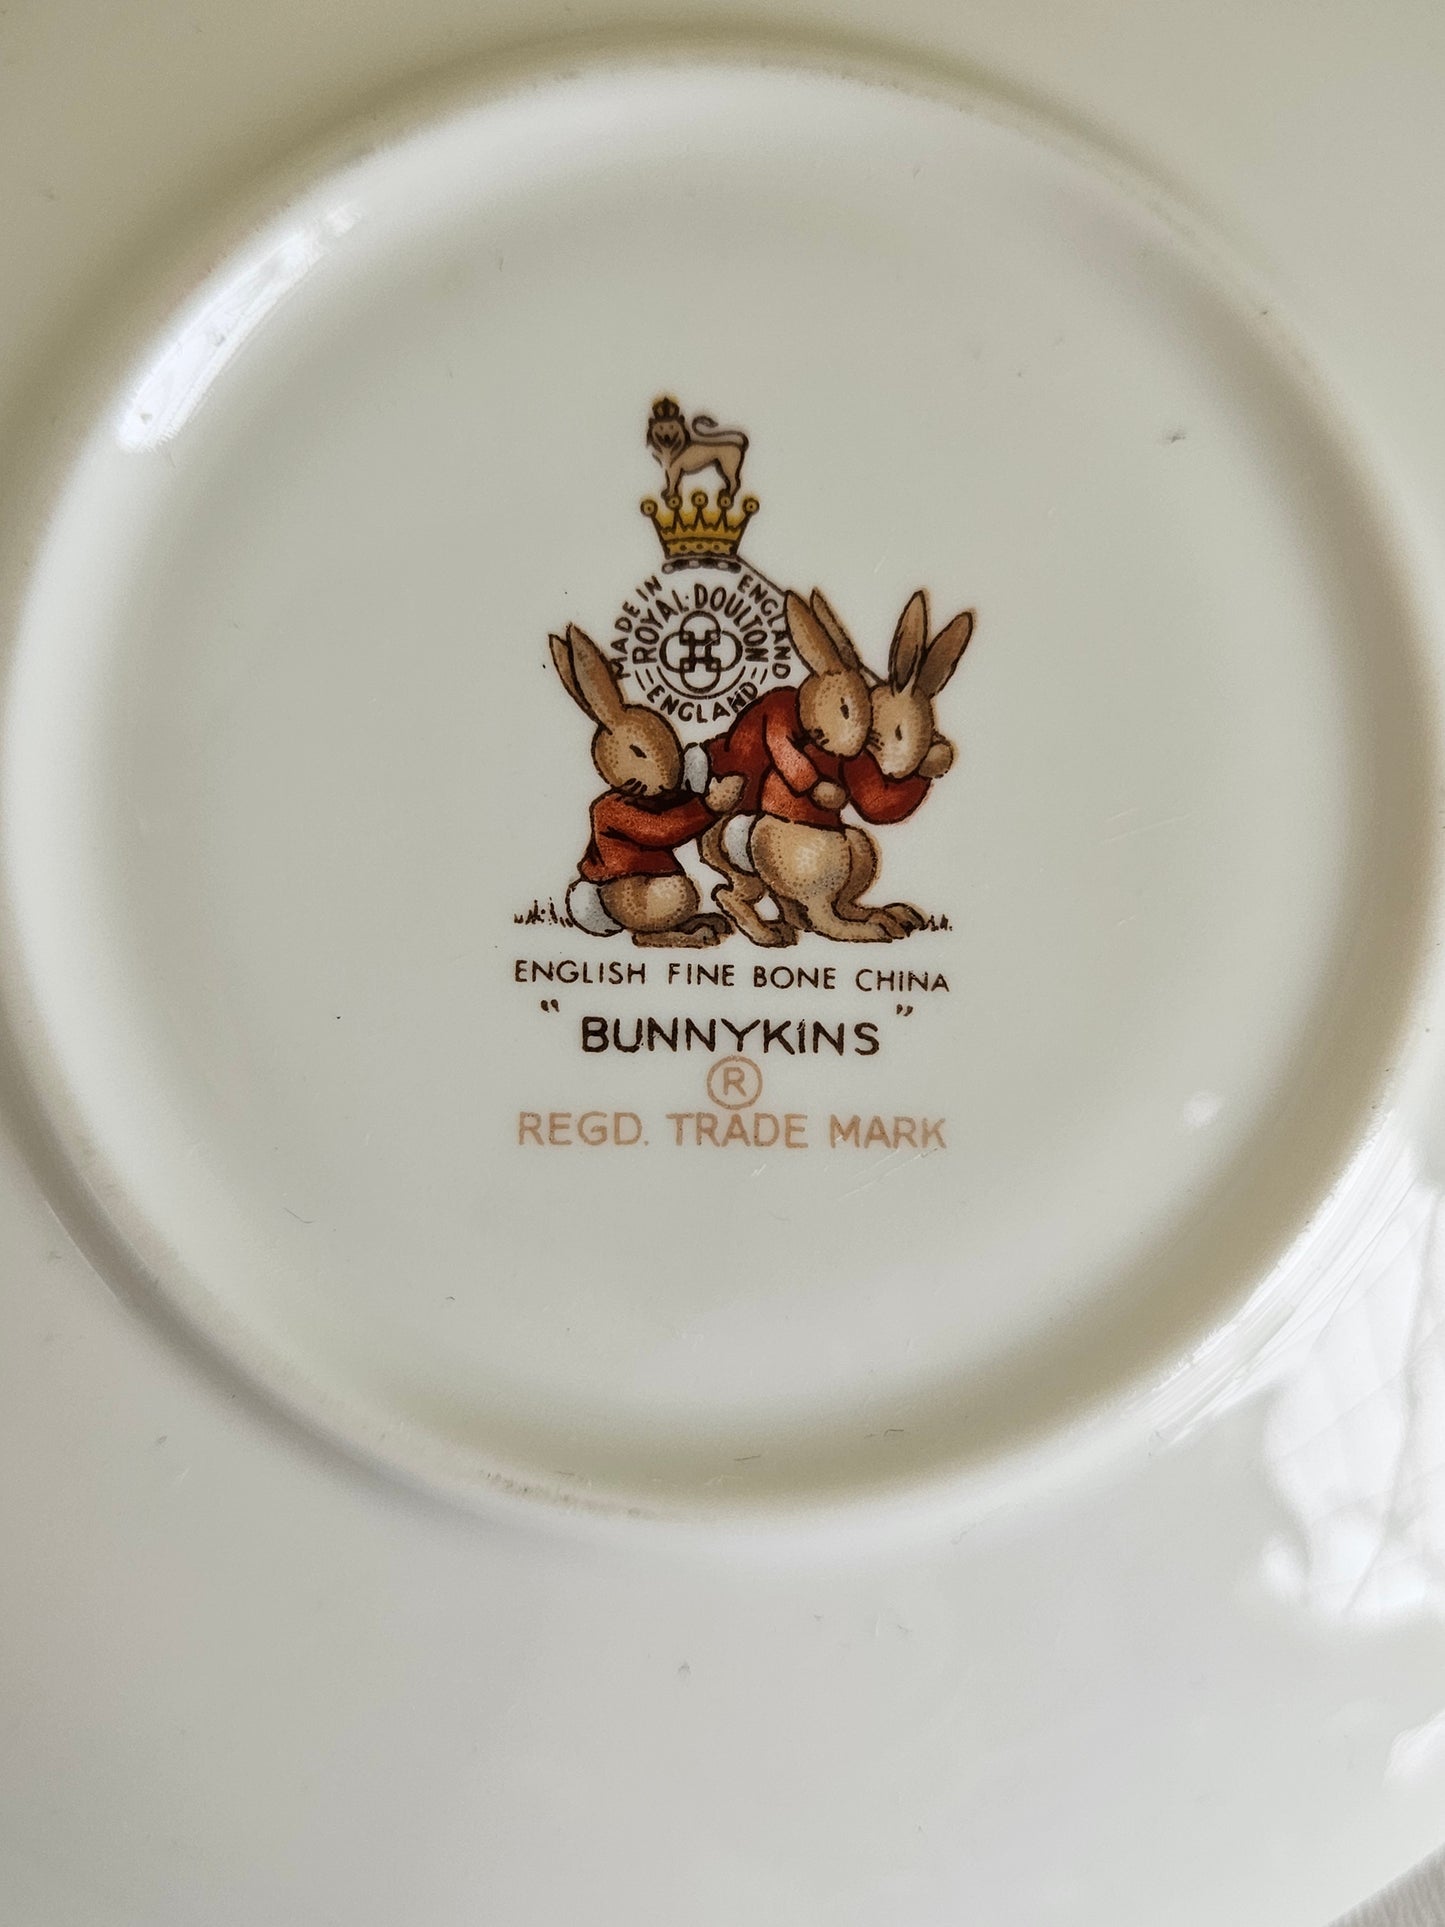 MADE IN ENGLAND
ROYAL·DOULTON
ENGLAND
ENGLISH FINE BONE CHINA
"BUNNYKINS"
®
REGD. TRADE MARK